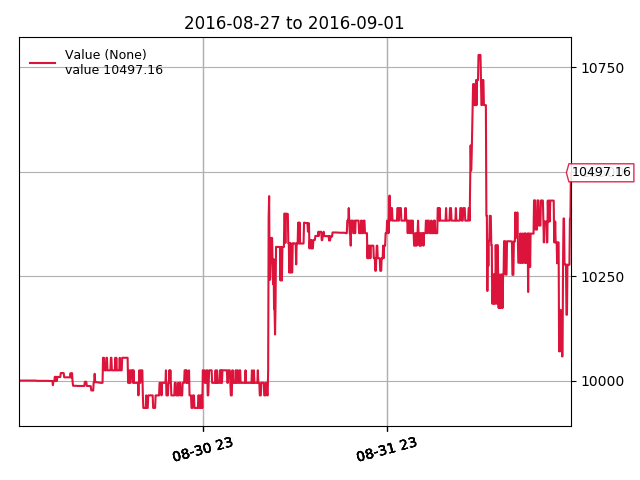 2016-08-27 to 2016-09-01
Value (None)
value 10497.16
10750
10497.16
10250
10000
08-30 23
08-31 23